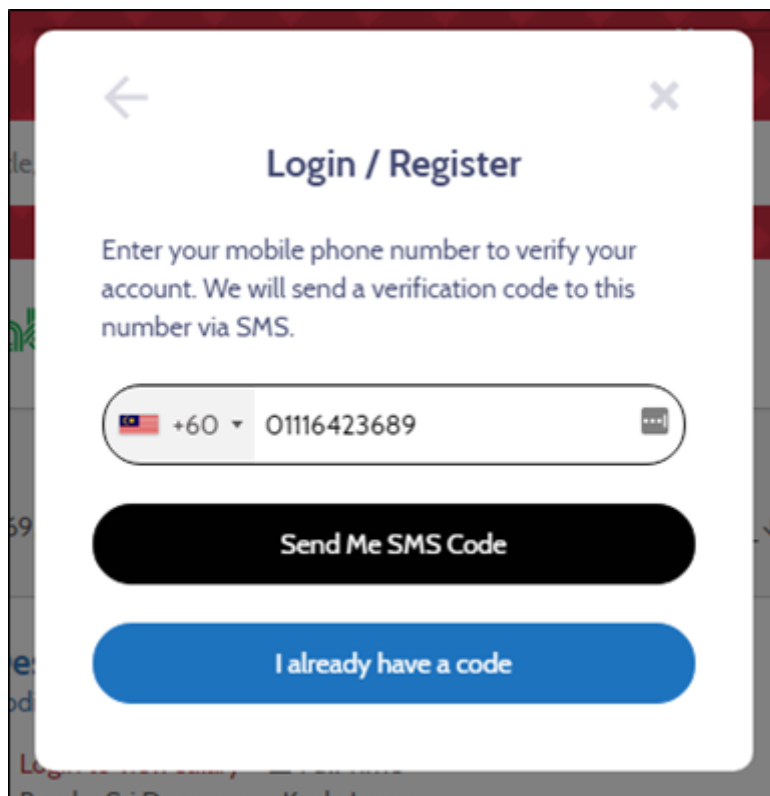 Login / Register
Enter your mobile phone number to verify your
account. We will send a verification code to this
number via SMS.
+60 01116423689
Send Me SMS Code
I already have a code